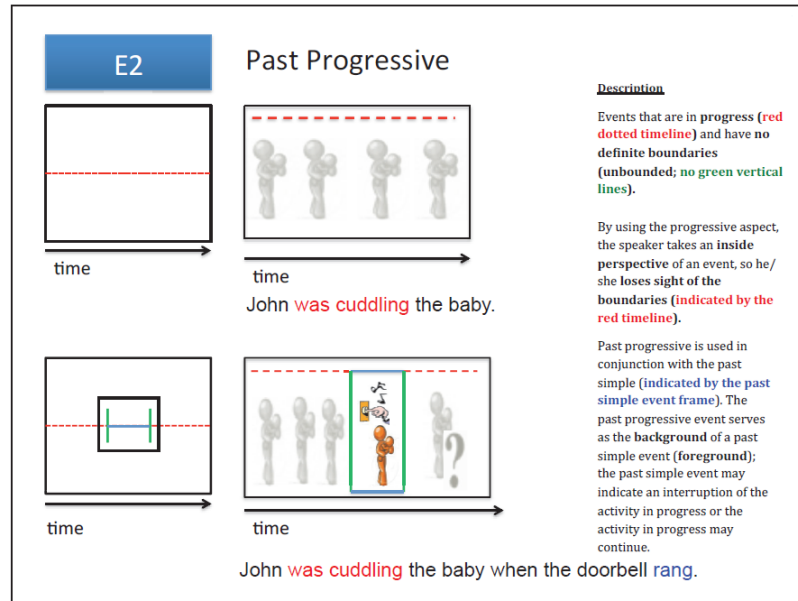 E2
Past Progressive
time
time
John was cuddling the baby.
time
?
time
John was cuddling the baby when the doorbell rang.
Description
Events that are in progress (red
dotted timeline) and have no
definite boundaries
(unbounded; no green vertical
lines).
By using the progressive aspect,
the speaker takes an inside
perspective of an event, so he/
she loses sight of the
boundaries (indicated by the
red timeline).
Past progressive is used in
conjunction with the past
simple (indicated by the past
simple event frame). The
past progressive event serves
as the background of a past
simple event (foreground);
the past simple event may
indicate an interruption of the
activity in progress or the
activity in progress may
continue.